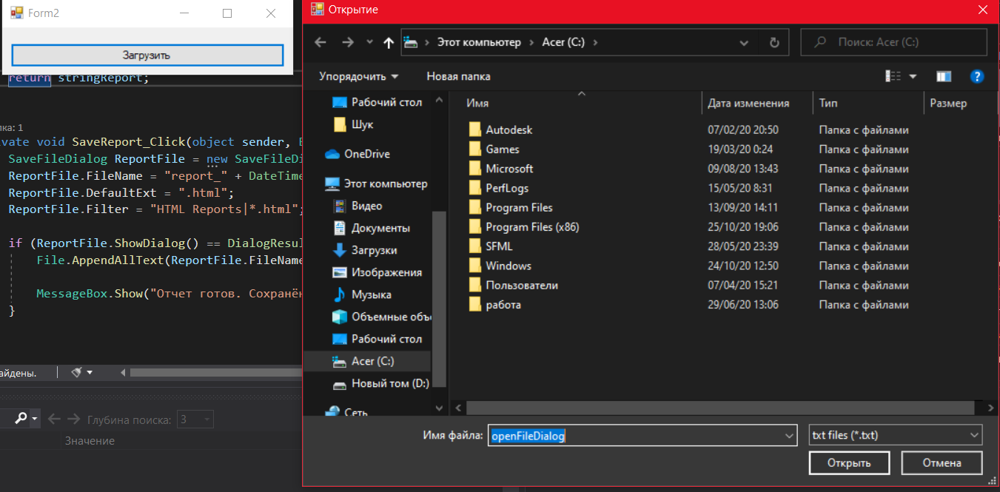 Form2
Загрузить
return stringReport;
лка: 1
vate void SaveReport_Click(object sender, E
SaveFileDialog ReportFile = new SaveFileDi
ReportFile.FileName = "report_" + DateTime
ReportFile.DefaultExt = ".html";
ReportFile.Filter = "HTML Reports|*.html";
if (ReportFile.ShowDialog() == DialogResul
File.AppendAllText(ReportFile.FileName
MessageBox.Show("Отчет готов. Сохранён
}
айдены.
Глубина поиска: 3
Значение
Открытие
Этот компьютер > Acer (C:) >
Поиск: Acer (C:)
Упорядочить
Новая папка
Рабочий стол
Шук
OneDrive
Этот компьютер
Видео
Документы
Загрузки
Изображения
Музыка
Объемные объ
Рабочий стол
Acer (C:)
Новый том (D:)
Сеть
Имя Дата изменения Тип Размер
Autodesk 07/02/20 20:50 Папка с файлами
Games 19/03/20 0:24 Папка с файлами
Microsoft 09/08/20 13:43 Папка с файлами
PerfLogs 15/05/20 8:31 Папка с файлами
Program Files 13/09/20 14:11 Папка с файлами
Program Files (x86) 25/10/20 19:06 Папка с файлами
SFML 28/05/20 23:39 Папка с файлами
Windows 24/10/20 12:50 Папка с файлами
Пользователи 07/04/20 15:21 Папка с файлами
работа 29/06/20 13:06 Папка с файлами
Имя файла: openFileDialog
txt files (*.txt)
Открыть
Отмена